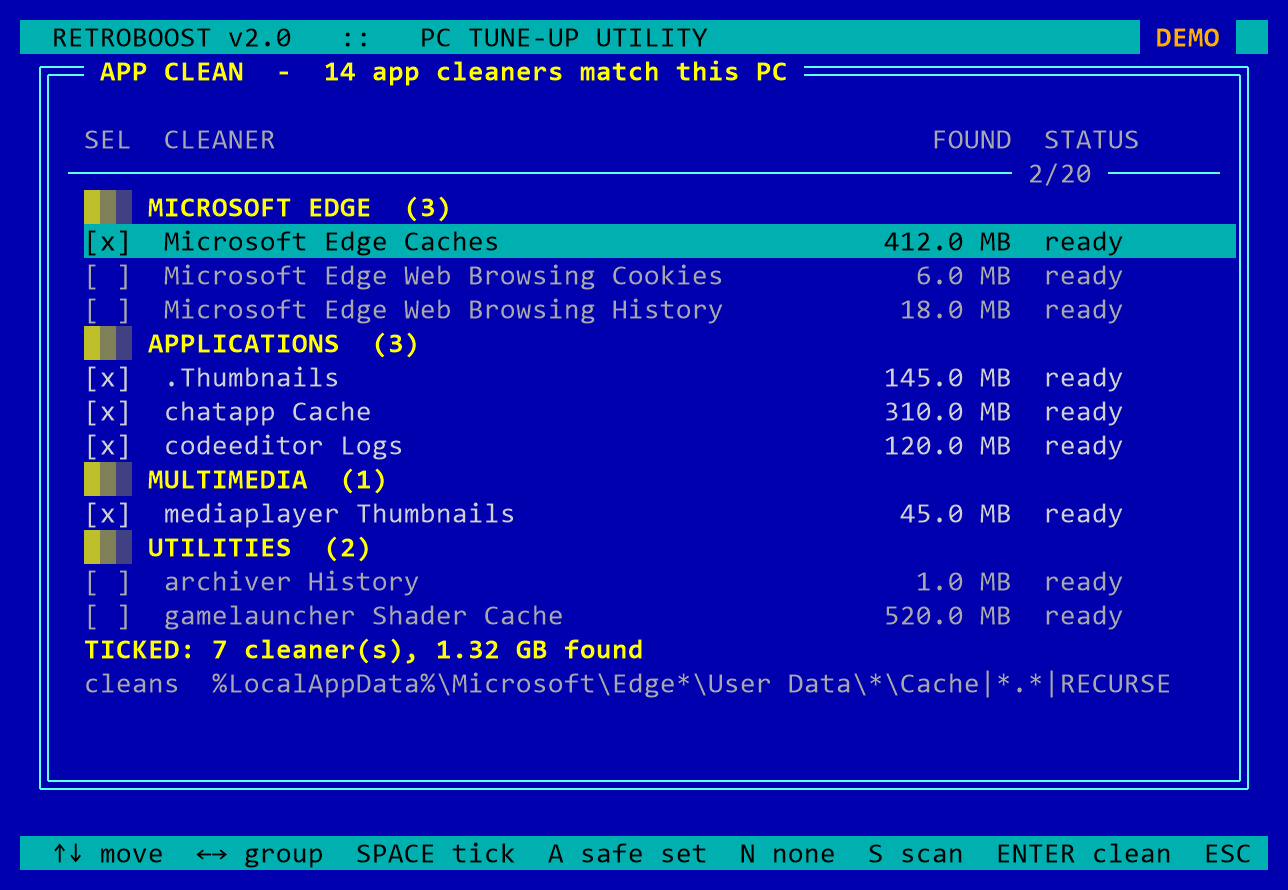 RETROBOOST v2.0 :: PC TUNE-UP UTILITY DEMO
APP CLEAN - 14 app cleaners match this PC
SEL CLEANER FOUND STATUS
2/20
MICROSOFT EDGE (3)
[x] Microsoft Edge Caches 412.0 MB ready
[ ] Microsoft Edge Web Browsing Cookies 6.0 MB ready
[ ] Microsoft Edge Web Browsing History 18.0 MB ready
APPLICATIONS (3)
[x] .Thumbnails 145.0 MB ready
[x] chatapp Cache 310.0 MB ready
[x] codeeditor Logs 120.0 MB ready
MULTIMEDIA (1)
[x] mediaplayer Thumbnails 45.0 MB ready
UTILITIES (2)
[ ] archiver History 1.0 MB ready
[ ] gamelauncher Shader Cache 520.0 MB ready
TICKED: 7 cleaner(s), 1.32 GB found
cleans %LocalAppData%\Microsoft\Edge*\User Data\*\Cache|*.*|RECURSE
↑↓ move ←→ group SPACE tick A safe set N none S scan ENTER clean ESC